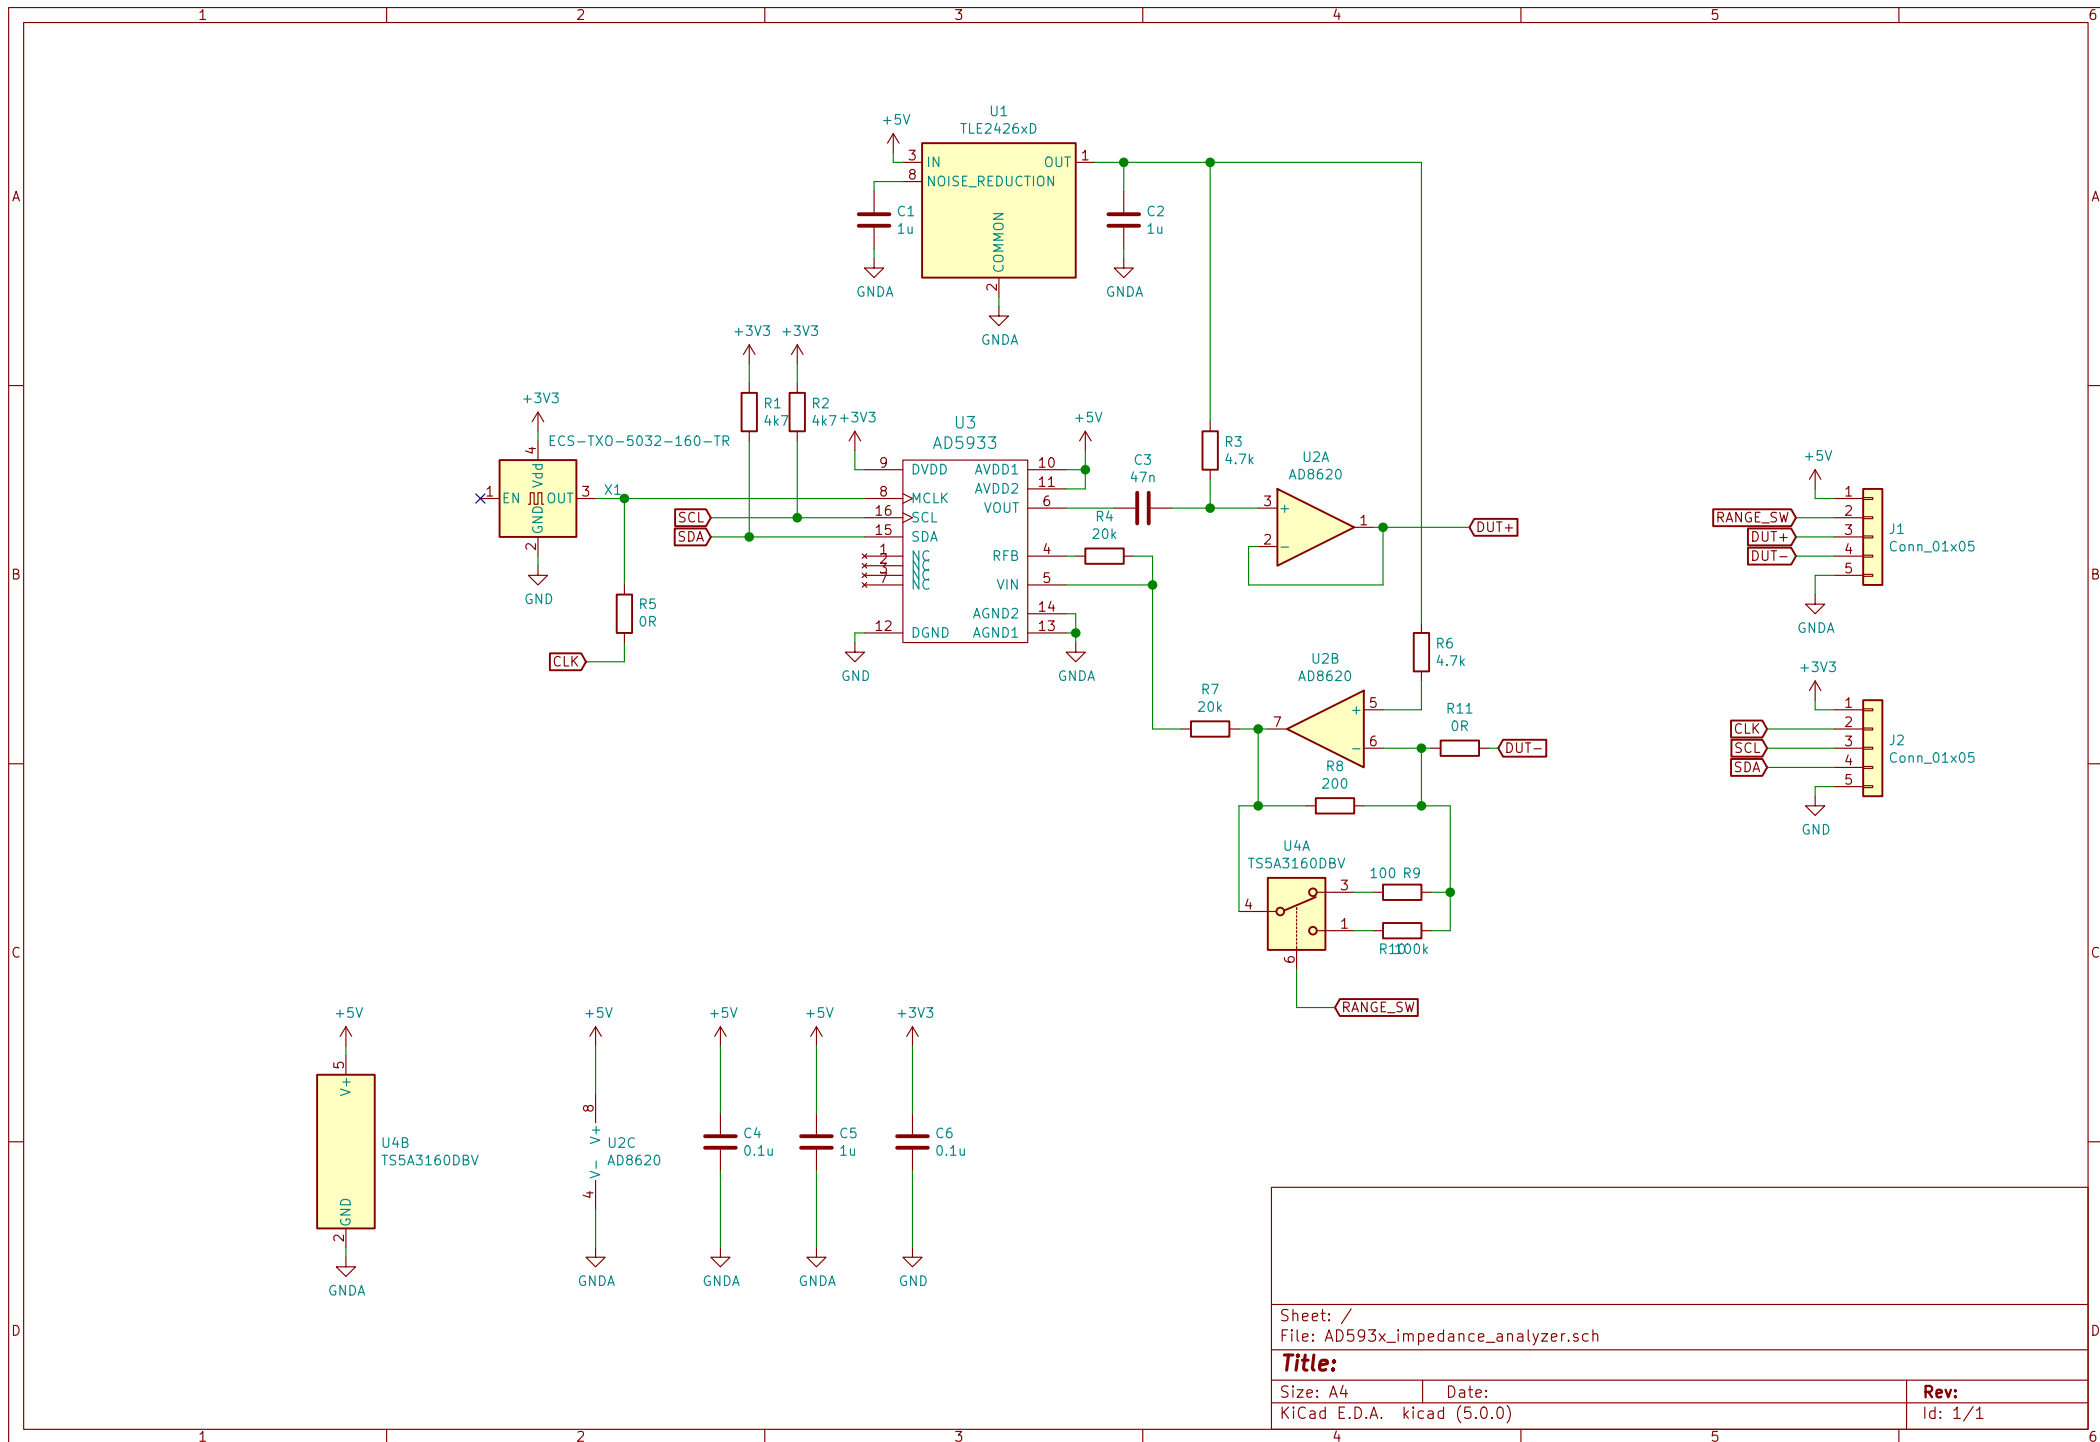 1 2 3 4 5 6
A
B
C
D
A
B
C
D
1 2 3 4 5 6
U1
TLE2426xD
+5V
3 IN
8 NOISE_REDUCTION
OUT 1
COMMON
2
C1
1u
GNDA
C2
1u
GNDA
GNDA
+3V3 +3V3
R1
4k7
R2
4k7
+3V3
+3V3
ECS-TXO-5032-160-TR
X1
4
Vdd
1 EN
OUT 3
GND
2
GND
SCL
SDA
R5
0R
CLK
U3
AD5933
9 DVDD
8 MCLK
16 SCL
15 SDA
1 NC
2 NC
3 NC
7 NC
12 DGND
AVDD1 10
AVDD2 11
VOUT 6
RFB 4
VIN 5
AGND2 14
AGND1 13
GND
GNDA
+5V
C3
47n
R4
20k
R3
4.7k
U2A
AD8620
3 +
2 −
1
DUT+
R6
4.7k
U2B
AD8620
+ 5
− 6
7
R7
20k
R11
0R
DUT-
R8
200
U4A
TS5A3160DBV
4
3
1
6
100 R9
R10
100k
RANGE_SW
+5V
RANGE_SW
DUT+
DUT-
1
2
3
4
5
J1
Conn_01x05
GNDA
+3V3
CLK
SCL
SDA
1
2
3
4
5
J2
Conn_01x05
GND
+5V
5
V+
U4B
TS5A3160DBV
GND
2
GNDA
+5V
8
V+
U2C
AD8620
V-
4
GNDA
+5V
C4
0.1u
GNDA
+5V
C5
1u
GNDA
+3V3
C6
0.1u
GND
Sheet: /
File: AD593x_impedance_analyzer.sch
Title:
Size: A4 Date: Rev:
KiCad E.D.A. kicad (5.0.0) Id: 1/1